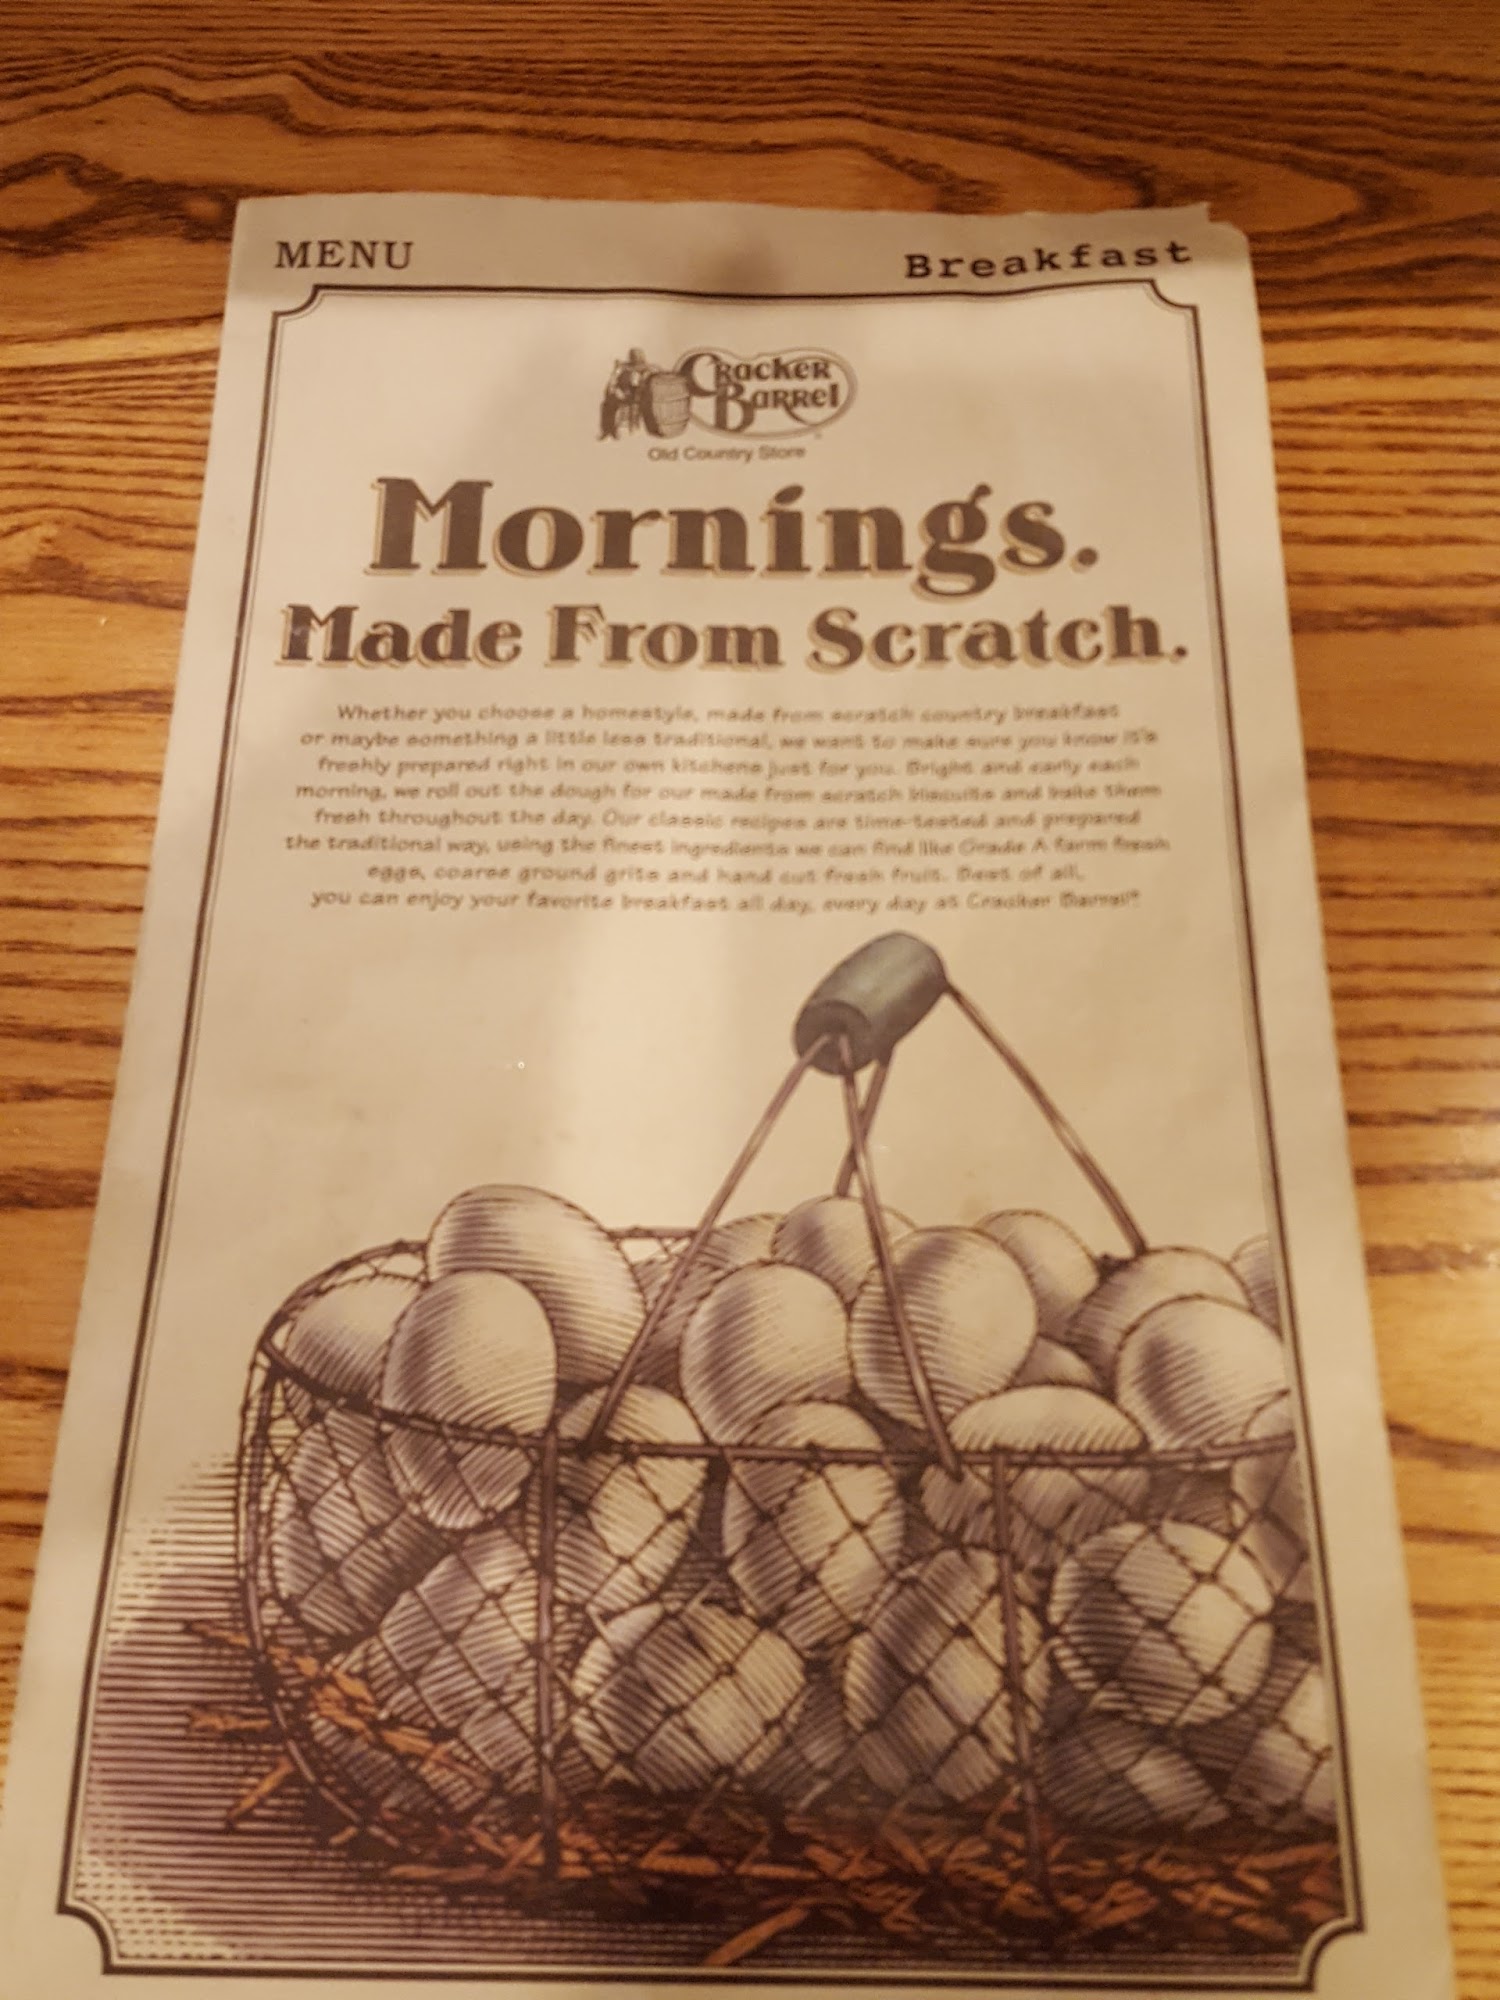 MENU
Breakfast
Cracker
Barrel
Old Country Store
Mornings.
Made From Scratch.
Whether you choose a homestyle, made from scratch country breakfast
or maybe something a little less traditional, we want to make sure you know it's
freshly prepared right in our own kitchens just for you. Bright and early each
morning, we roll out the dough for our made from scratch biscuits and bake them
fresh throughout the day. Our classic recipes are time-tested and prepared
the traditional way, using the finest ingredients we can find like Grade A farm fresh
eggs, coarse ground grits and hand cut fresh fruit. Best of all,
you can enjoy your favorite breakfast all day, every day at Cracker Barrel®